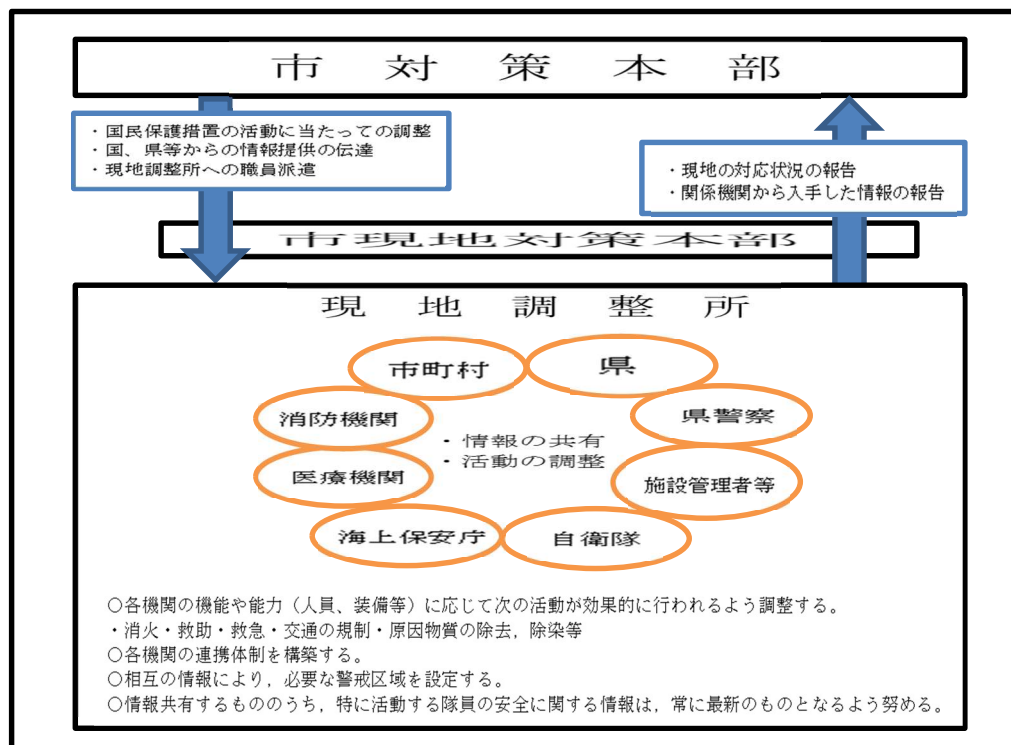 市対策本部
・国民保護措置の活動に当たっての調整
・国、県等からの情報提供の伝達
・現地調整所への職員派遣
・現地の対応状況の報告
・関係機関から入手した情報の報告
市現地対策本部
現地調整所
市町村
県
消防機関
県警察
・情報の共有
・活動の調整
医療機関
施設管理者等
海上保安庁
自衛隊
○各機関の機能や能力（人員、装備等）に応じて次の活動が効果的に行われるよう調整する。
・消火・救助・救急・交通の規制・原因物質の除去，除染等
○各機関の連携体制を構築する。
○相互の情報により，必要な警戒区域を設定する。
○情報共有するもののうち，特に活動する隊員の安全に関する情報は，常に最新のものとなるよう努める。